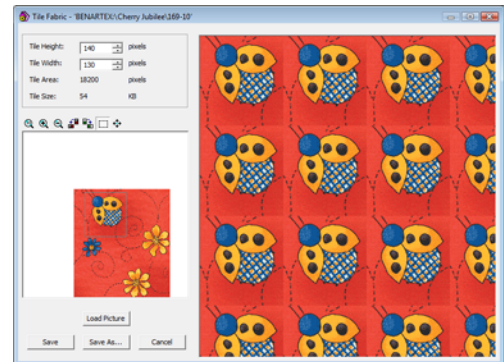 Tile Fabric - 'BENARTEX\Cherry Jubilee\169-10'
Tile Height: 140 pixels
Tile Width: 130 pixels
Tile Area: 18200 pixels
Tile Size: 54 KB
Load Picture
Save Save As... Cancel